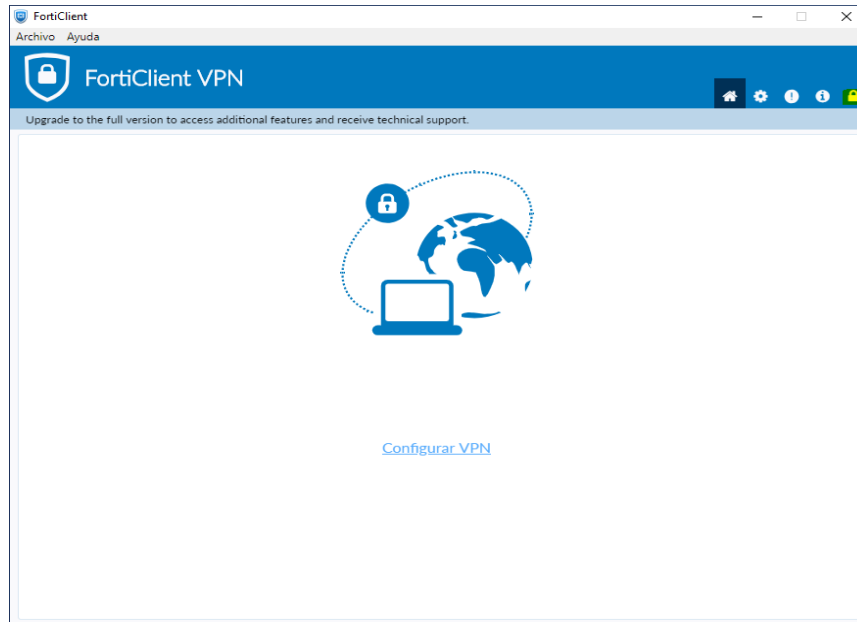 FortiClient
Archivo Ayuda
FortiClient VPN
Upgrade to the full version to access additional features and receive technical support.
Configurar VPN